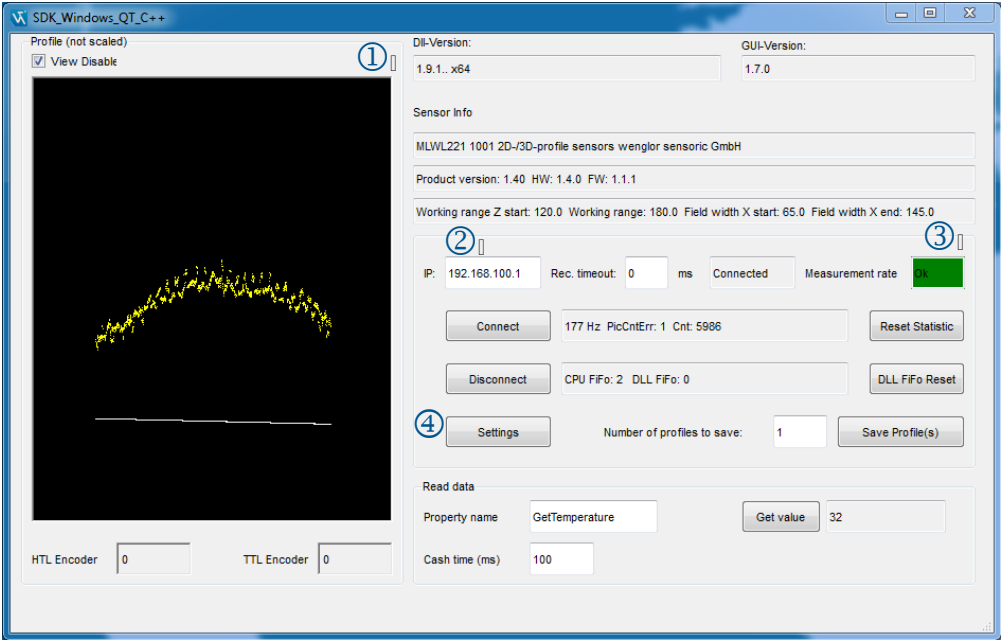 SDK_Windows_QT_C++
Profile (not scaled)
View Disable
①
Dll-Version:
GUI-Version:
1.9.1.. x64
1.7.0
Sensor Info
MLWL221 1001 2D-/3D-profile sensors wenglor sensoric GmbH
Product version: 1.40 HW: 1.4.0 FW: 1.1.1
Working range Z start: 120.0 Working range: 180.0 Field width X start: 65.0 Field width X end: 145.0
②
③
IP: 192.168.100.1 Rec. timeout: 0 ms Connected Measurement rate Ok
Connect 177 Hz PicCntErr: 1 Cnt: 5986 Reset Statistic
Disconnect CPU FiFo: 2 DLL FiFo: 0 DLL FiFo Reset
④ Settings Number of profiles to save: 1 Save Profile(s)
Read data
Property name GetTemperature Get value 32
Cash time (ms) 100
HTL Encoder 0 TTL Encoder 0